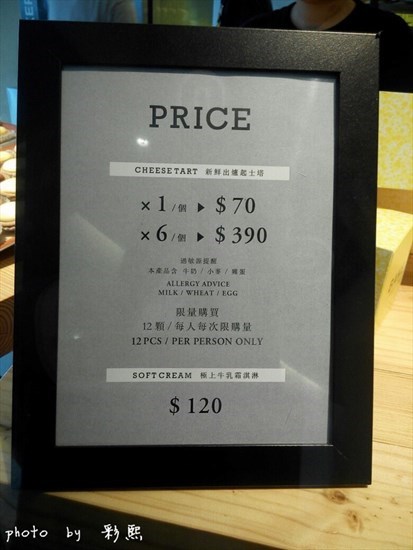 PRICE
CHEESE TART 新鮮出爐起士塔
×1/個 ▶ $70
×6/個 ▶ $390
過敏源提醒
本產品含 牛奶 / 小麥 / 雞蛋
ALLERGY ADVICE
MILK / WHEAT / EGG
限量購買
12顆/每人每次限購量
12 PCS / PER PERSON ONLY
SOFT CREAM 極上牛乳霜淇淋
$120
photo by 彩熙